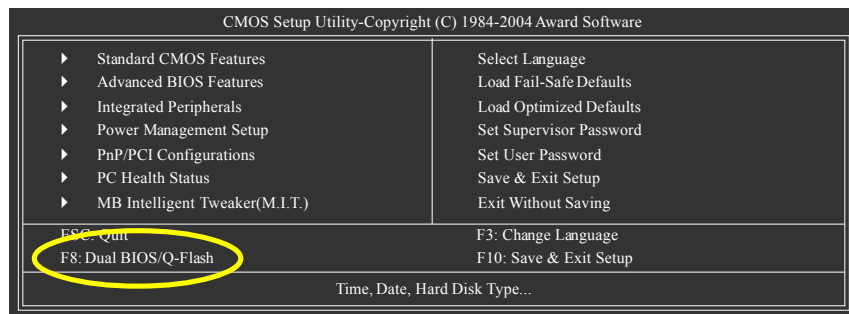 CMOS Setup Utility-Copyright (C) 1984-2004 Award Software
Standard CMOS Features
Advanced BIOS Features
Integrated Peripherals
Power Management Setup
PnP/PCI Configurations
PC Health Status
MB Intelligent Tweaker(M.I.T.)
Select Language
Load Fail-Safe Defaults
Load Optimized Defaults
Set Supervisor Password
Set User Password
Save & Exit Setup
Exit Without Saving
ESC: Quit
F8: Dual BIOS/Q-Flash
F3: Change Language
F10: Save & Exit Setup
Time, Date, Hard Disk Type...